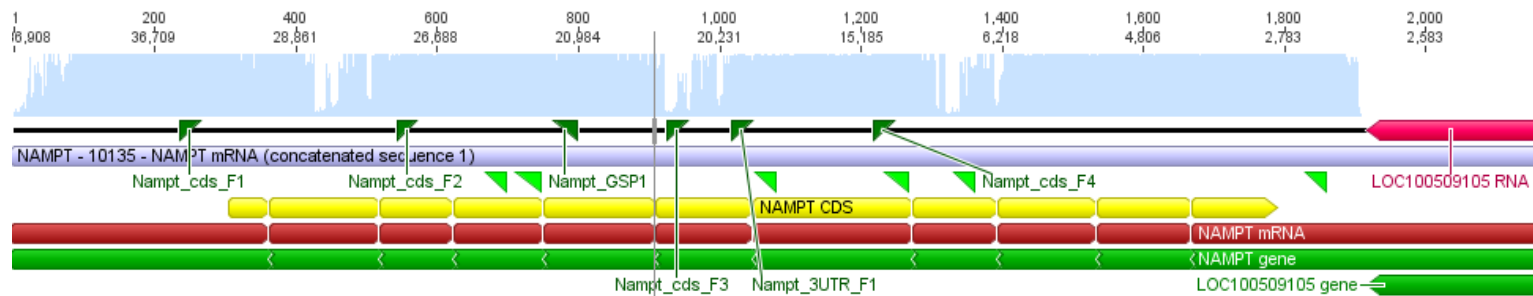 1 200 400 600 800 1,000 1,200 1,400 1,600 1,800 2,000
6,908 36,709 28,861 26,688 20,984 20,231 15,185 6,218 4,806 2,783 2,583
NAMPT - 10135 - NAMPT mRNA (concatenated sequence 1)
Nampt_cds_F1 Nampt_cds_F2 Nampt_GSP1 Nampt_cds_F4 LOC100509105 RNA
NAMPT CDS
NAMPT mRNA
NAMPT gene
Nampt_cds_F3 Nampt_3UTR_F1 LOC100509105 gene